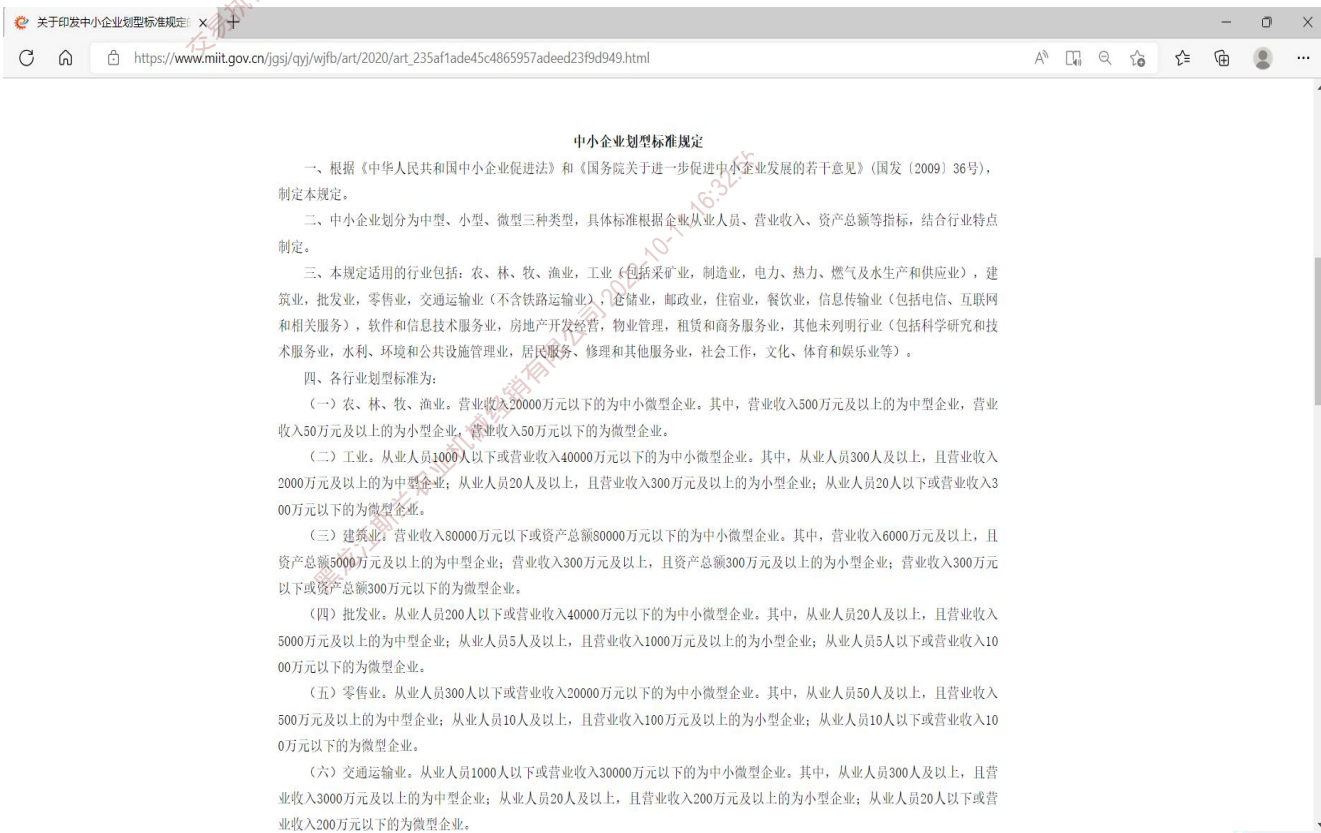 关于印发中小企业划型标准规定
https://www.miit.gov.cn/jgsj/qyj/wjfb/art/2020/art_235af1ade45c4865957adeed23f9d949.html
中小企业划型标准规定
一、根据《中华人民共和国中小企业促进法》和《国务院关于进一步促进中小企业发展的若干意见》(国发〔2009〕36号),
制定本规定。
二、中小企业划分为中型、小型、微型三种类型，具体标准根据企业从业人员、营业收入、资产总额等指标，结合行业特点
制定。
三、本规定适用的行业包括：农、林、牧、渔业，工业（包括采矿业，制造业，电力、热力、燃气及水生产和供应业），建
筑业，批发业，零售业，交通运输业（不含铁路运输业），仓储业，邮政业，住宿业，餐饮业，信息传输业（包括电信、互联网
和相关服务），软件和信息技术服务业，房地产开发经营，物业管理，租赁和商务服务业，其他未列明行业（包括科学研究和技
术服务业，水利、环境和公共设施管理业，居民服务、修理和其他服务业，社会工作，文化、体育和娱乐业等）。
四、各行业划型标准为：
（一）农、林、牧、渔业。营业收入20000万元以下的为中小微型企业。其中，营业收入500万元及以上的为中型企业，营业
收入50万元及以上的为小型企业，营业收入50万元以下的为微型企业。
（二）工业。从业人员1000人以下或营业收入40000万元以下的为中小微型企业。其中，从业人员300人及以上，且营业收入
2000万元及以上的为中型企业；从业人员20人及以上，且营业收入300万元及以上的为小型企业；从业人员20人以下或营业收入3
00万元以下的为微型企业。
（三）建筑业。营业收入80000万元以下或资产总额80000万元以下的为中小微型企业。其中，营业收入6000万元及以上，且
资产总额5000万元及以上的为中型企业；营业收入300万元及以上，且资产总额300万元及以上的为小型企业；营业收入300万元
以下或资产总额300万元以下的为微型企业。
（四）批发业。从业人员200人以下或营业收入40000万元以下的为中小微型企业。其中，从业人员20人及以上，且营业收入
5000万元及以上的为中型企业；从业人员5人及以上，且营业收入1000万元及以上的为小型企业；从业人员5人以下或营业收入10
00万元以下的为微型企业。
（五）零售业。从业人员300人以下或营业收入20000万元以下的为中小微型企业。其中，从业人员50人及以上，且营业收入
500万元及以上的为中型企业；从业人员10人及以上，且营业收入100万元及以上的为小型企业；从业人员10人以下或营业收入10
0万元以下的为微型企业。
（六）交通运输业。从业人员1000人以下或营业收入30000万元以下的为中小微型企业。其中，从业人员300人及以上，且营
业收入3000万元及以上的为中型企业；从业人员20人及以上，且营业收入200万元及以上的为小型企业；从业人员20人以下或营
业收入200万元以下的为微型企业。